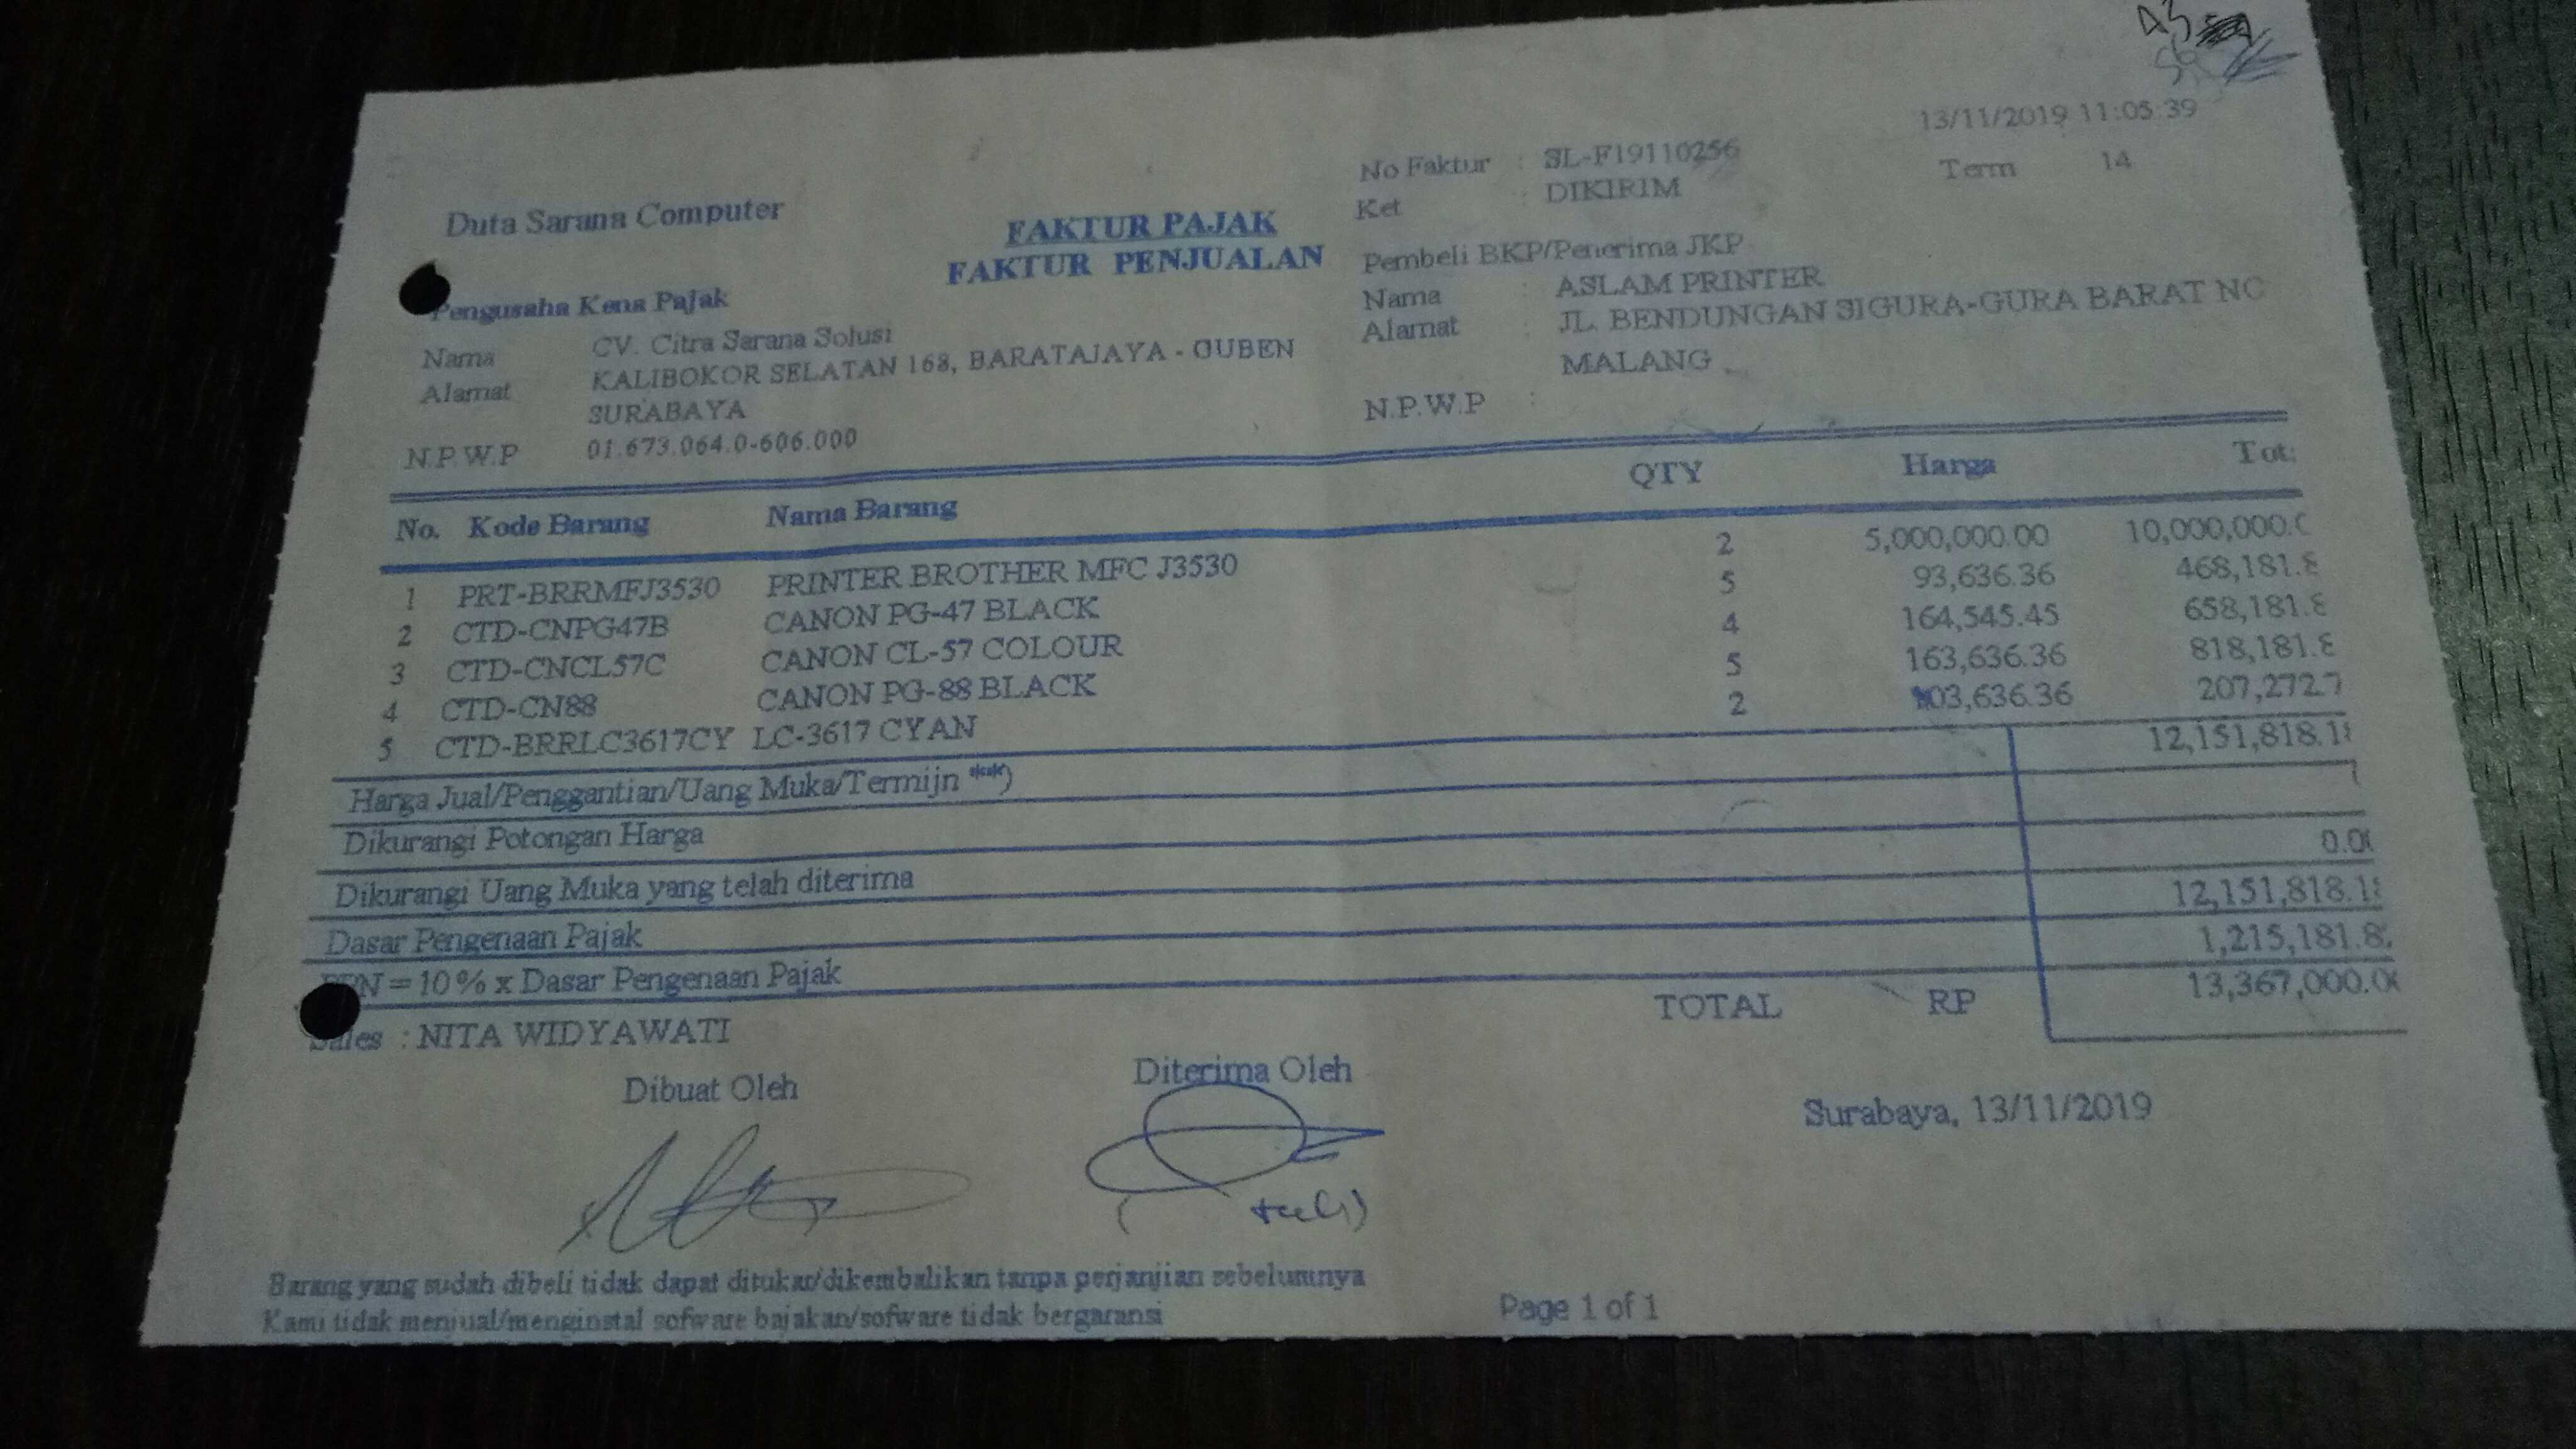 A3
13/11/2019 11:05:39
No Faktur : SL-F19110256
Term 14
Ket : DIKIRIM
Duta Sarana Computer
FAKTUR PAJAK
FAKTUR PENJUALAN
Pembeli BKP/Penerima JKP
Nama : ASLAM PRINTER
Alamat : JL. BENDUNGAN SIGURA-GURA BARAT NO
MALANG
N.P.W.P :
Pengusaha Kena Pajak
Nama CV. Citra Sarana Solusi
Alamat KALIBOKOR SELATAN 168, BARATAJAYA - GUBEN
SURABAYA
N.P.W.P 01.673.064.0-606.000
No. Kode Barang Nama Barang QTY Harga Tot
1 PRT-BRRMFJ3530 PRINTER BROTHER MFC J3530 2 5,000,000.00 10,000,000.0
2 CTD-CNPG47B CANON PG-47 BLACK 5 93,636.36 468,181.8
3 CTD-CNCL57C CANON CL-57 COLOUR 4 164,545.45 658,181.8
4 CTD-CN88 CANON PG-88 BLACK 5 163,636.36 818,181.8
5 CTD-BRRLC3617CY LC-3617 CYAN 2 103,636.36 207,272.7
Harga Jual/Penggantian/Uang Muka/Termijn **) 12,151,818.18
Dikurangi Potongan Harga
Dikurangi Uang Muka yang telah diterima 0.00
Dasar Pengenaan Pajak 12,151,818.18
PPN = 10 % x Dasar Pengenaan Pajak 1,215,181.82
TOTAL RP 13,367,000.00
Sales : NITA WIDYAWATI
Dibuat Oleh
Diterima Oleh
Surabaya, 13/11/2019
Barang yang sudah dibeli tidak dapat ditukar/dikembalikan tanpa perjanjian sebelumnya
Kami tidak menjual/menginstal sofware bajakan/sofware tidak bergaransi
Page 1 of 1